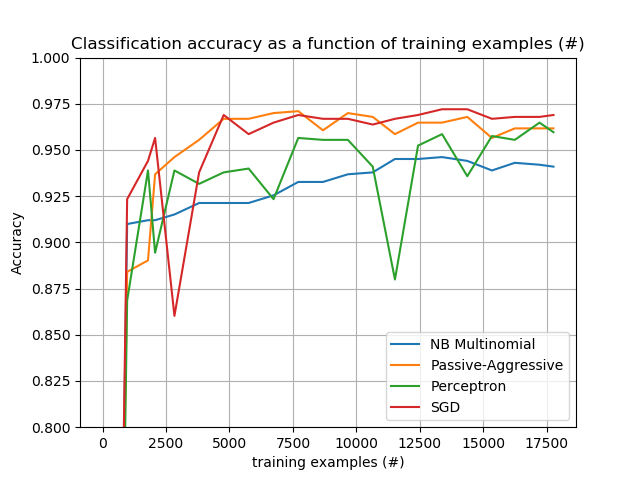 Classification accuracy as a function of training examples (#)
1.000
0.975
0.950
0.925
0.900
0.875
0.850
0.825
0.800
Accuracy
NB Multinomial
Passive-Aggressive
Perceptron
SGD
0 2500 5000 7500 10000 12500 15000 17500
training examples (#)